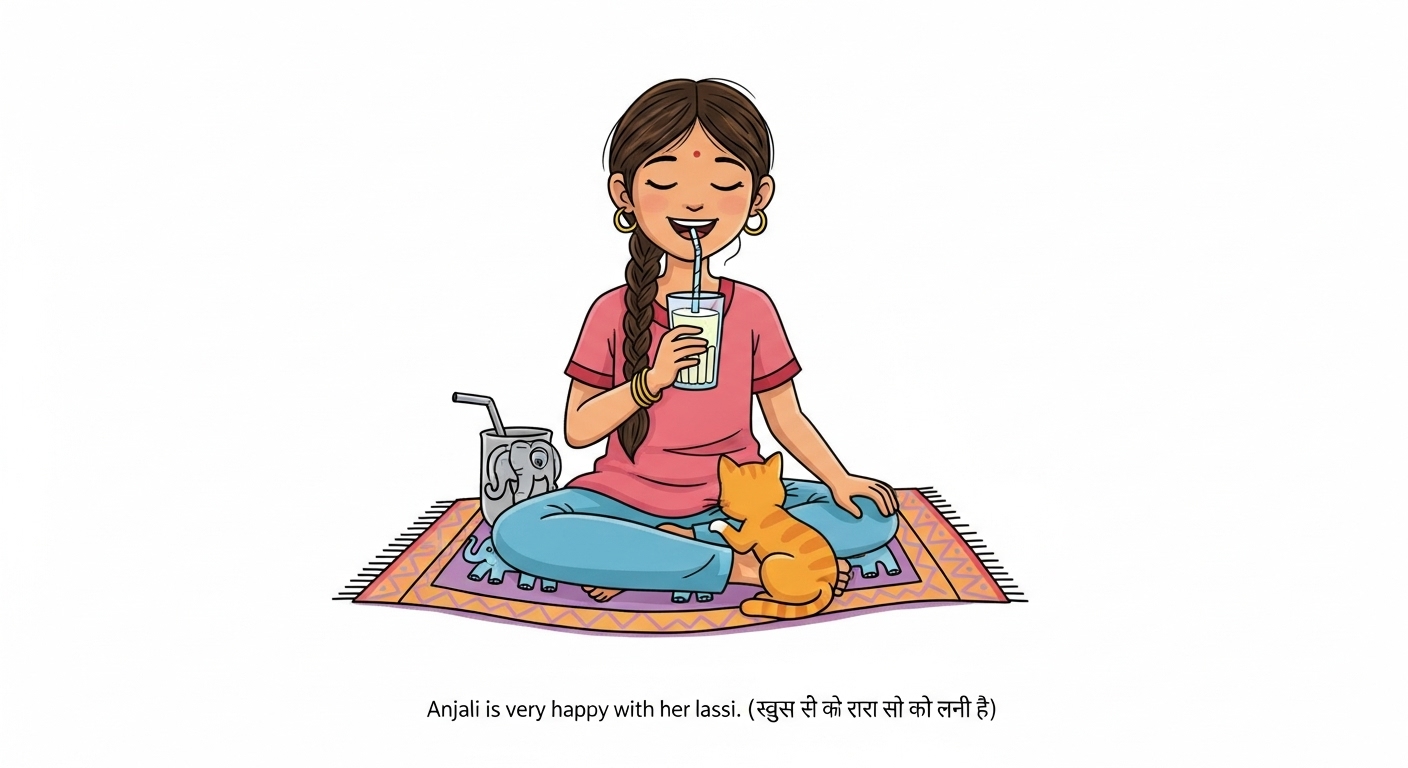 Anjali is very happy with her lassi. (ख़ुस से को रारा सो को लनी है)